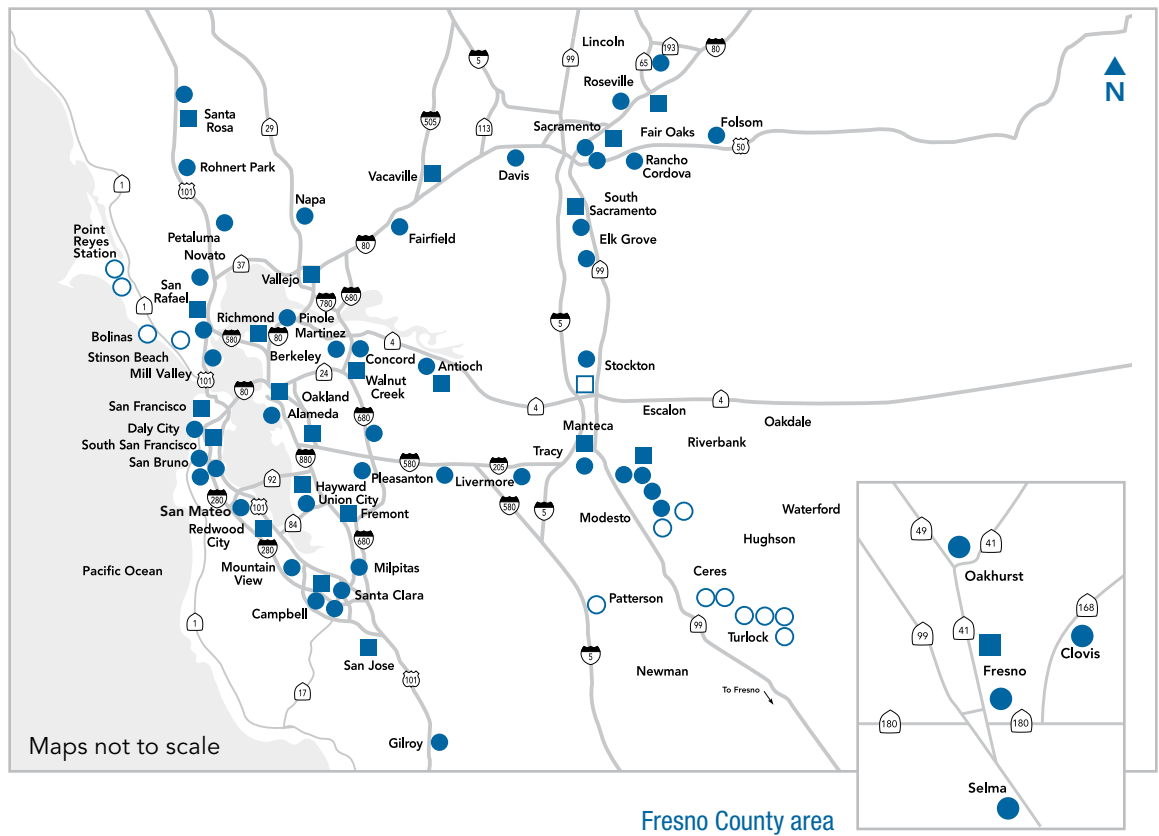 Lincoln
193
80
5
99
65
Roseville
N
Santa
Rosa
29
505
113
Sacramento
Fair Oaks
Folsom
50
Rohnert Park
Vacaville
Davis
Rancho
Cordova
1
101
Napa
South
Sacramento
Point
Reyes
Station
Petaluma
Fairfield
Elk Grove
80
Novato
37
Vallejo
99
San
Rafael
1
780
680
Richmond
Pinole
5
Bolinas
580
80
Martinez
4
Stinson Beach
Berkeley
Concord
Antioch
Stockton
Mill Valley
101
24
Walnut
Creek
80
Oakland
San Francisco
Alameda
680
4
Escalon
4
Oakdale
Daly City
Manteca
South San Francisco
Riverbank
880
Tracy
San Bruno
580
205
92
Pleasanton
Livermore
280
Hayward
Union City
580
5
San Mateo
101
Fremont
Modesto
Waterford
84
Redwood
City
49
41
280
680
Hughson
Pacific Ocean
Mountain
View
Milpitas
Ceres
Oakhurst
Santa Clara
Patterson
168
Campbell
1
99
Turlock
99
41
Clovis
San Jose
5
Newman
Fresno
101
To Fresno
17
180
180
Maps not to scale
Gilroy
Selma
Fresno County area